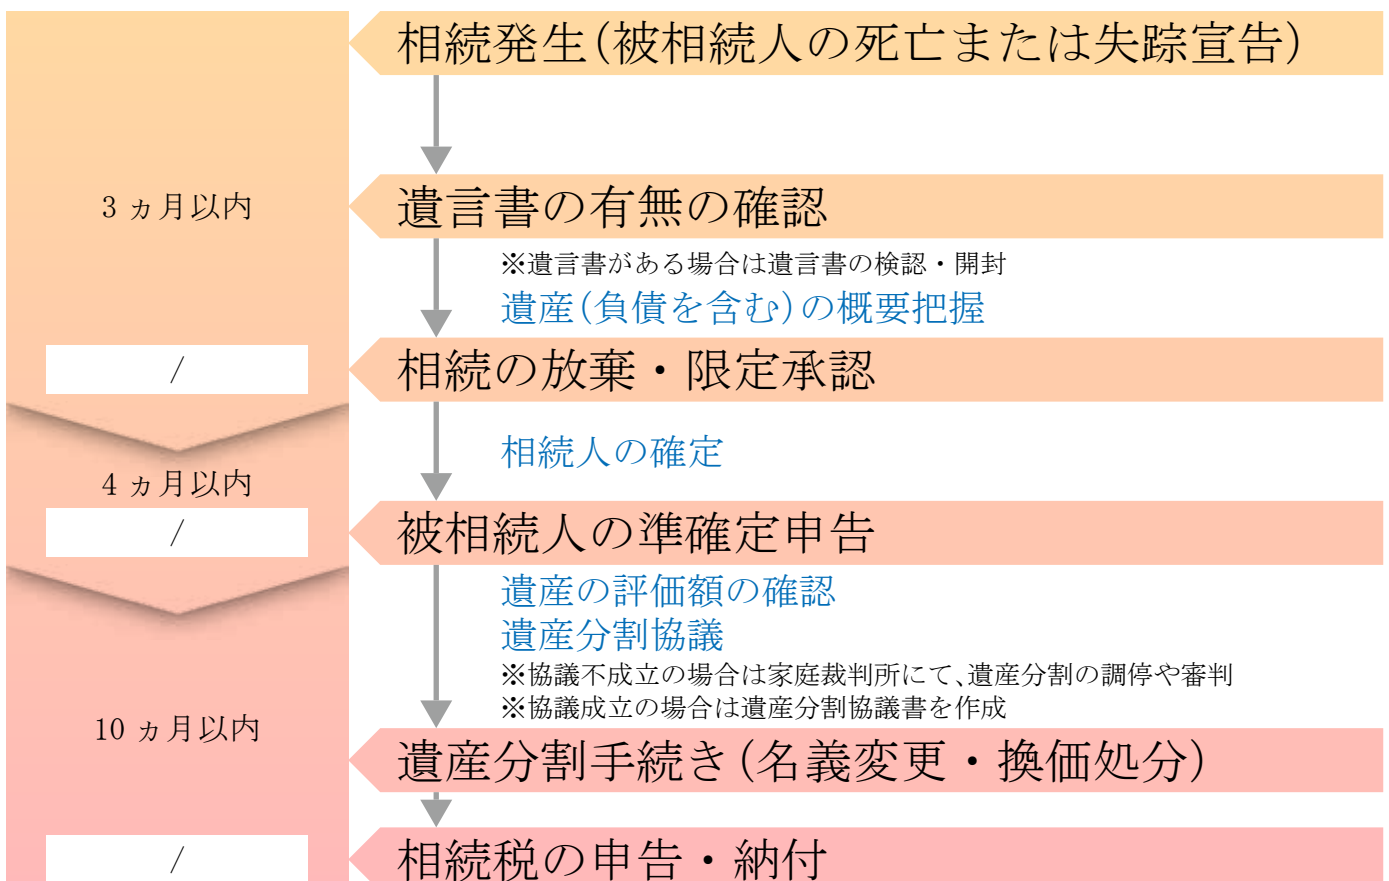 相続発生(被相続人の死亡または失踪宣告)
3 ヵ月以内
遺言書の有無の確認
※遺言書がある場合は遺言書の検認・開封
遺産(負債を含む)の概要把握
/
相続の放棄・限定承認
相続人の確定
4 ヵ月以内
/
被相続人の準確定申告
遺産の評価額の確認
遺産分割協議
※協議不成立の場合は家庭裁判所にて、遺産分割の調停や審判
※協議成立の場合は遺産分割協議書を作成
10 ヵ月以内
遺産分割手続き(名義変更・換価処分)
/
相続税の申告・納付